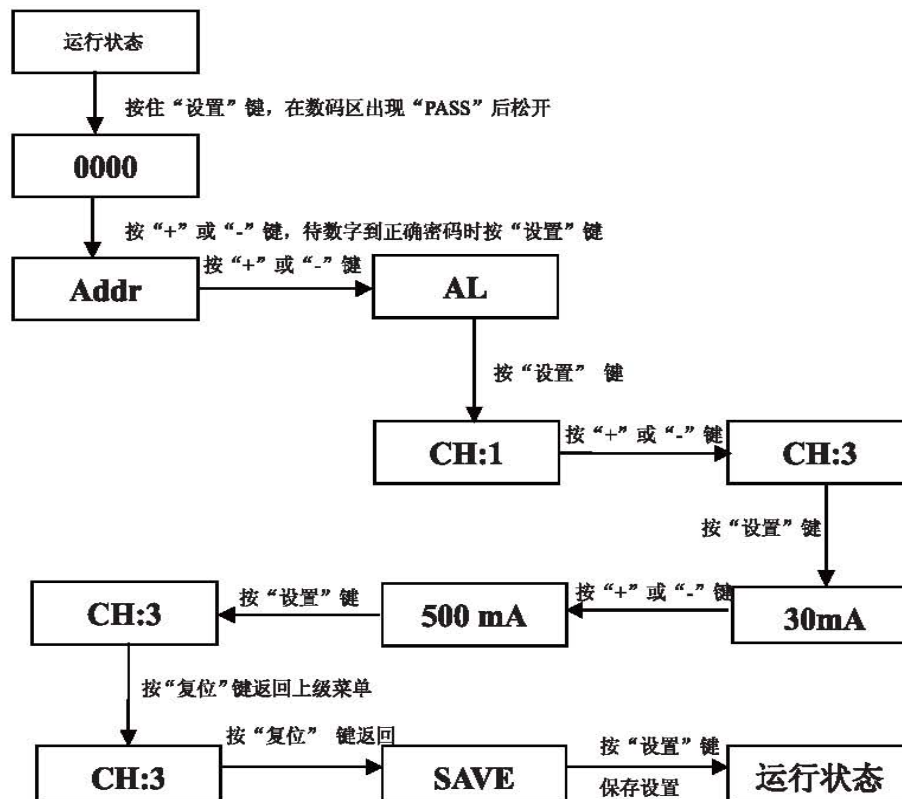 运行状态
按住“设置”键，在数码区出现“PASS”后松开
0000
按“+”或“-”键，待数字到正确密码时按“设置”键
Addr
按“+”或“-”键
AL
按“设置” 键
CH:1
按“+”或“-”键
CH:3
按“设置”键
CH:3
按“设置”键
500 mA
按“+”或“-”键
30mA
按“复位”键返回上级菜单
CH:3
按“复位” 键返回
SAVE
按“设置”键
保存设置
运行状态